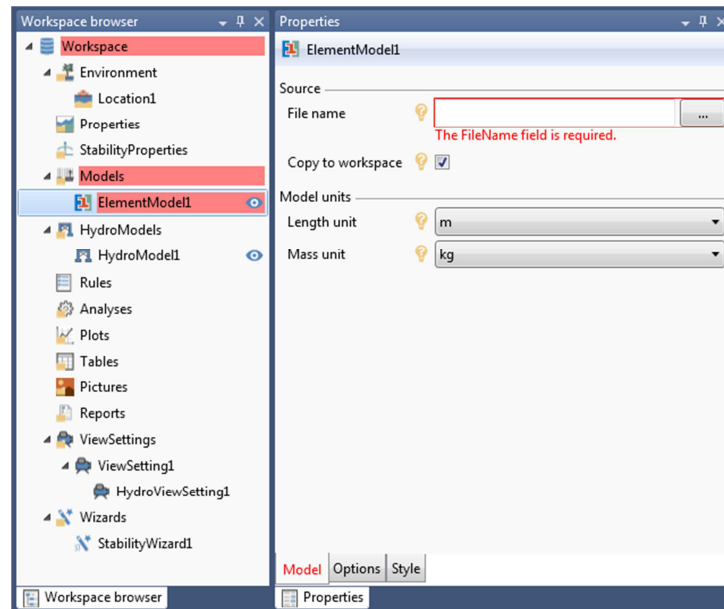 Workspace browser
Workspace
Environment
Location1
Properties
StabilityProperties
Models
ElementModel1
HydroModels
HydroModel1
Rules
Analyses
Plots
Tables
Pictures
Reports
ViewSettings
ViewSetting1
HydroViewSetting1
Wizards
StabilityWizard1
Workspace browser
Properties
ElementModel1
Source
File name
...
The FileName field is required.
Copy to workspace
Model units
Length unit m
Mass unit kg
Model Options Style
Properties